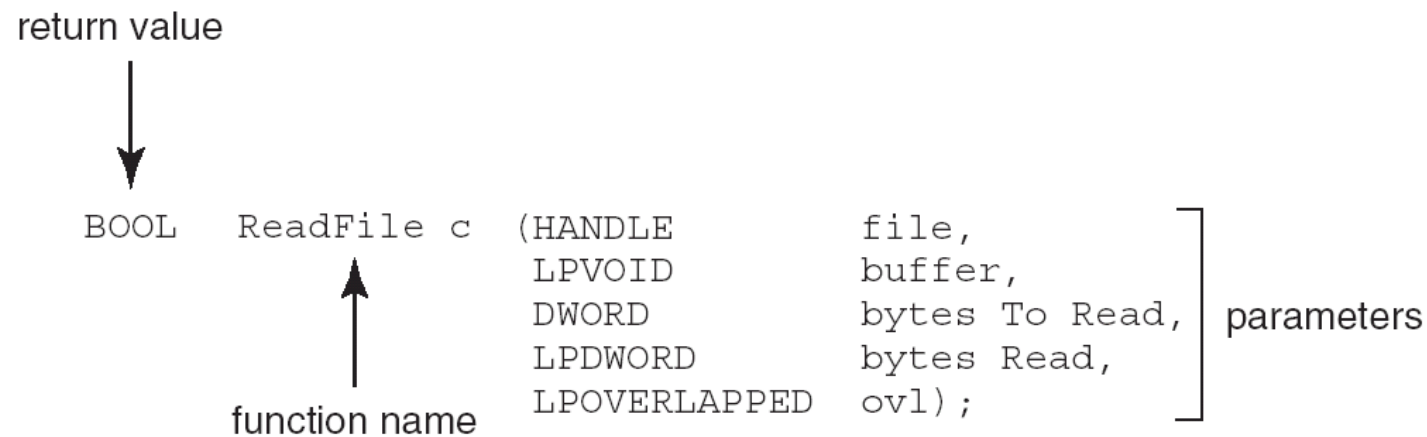 return value
BOOL ReadFile c (HANDLE file,
LPVOID buffer,
DWORD bytes To Read,
parameters
LPDWORD bytes Read,
LPOVERLAPPED ovl);
function name